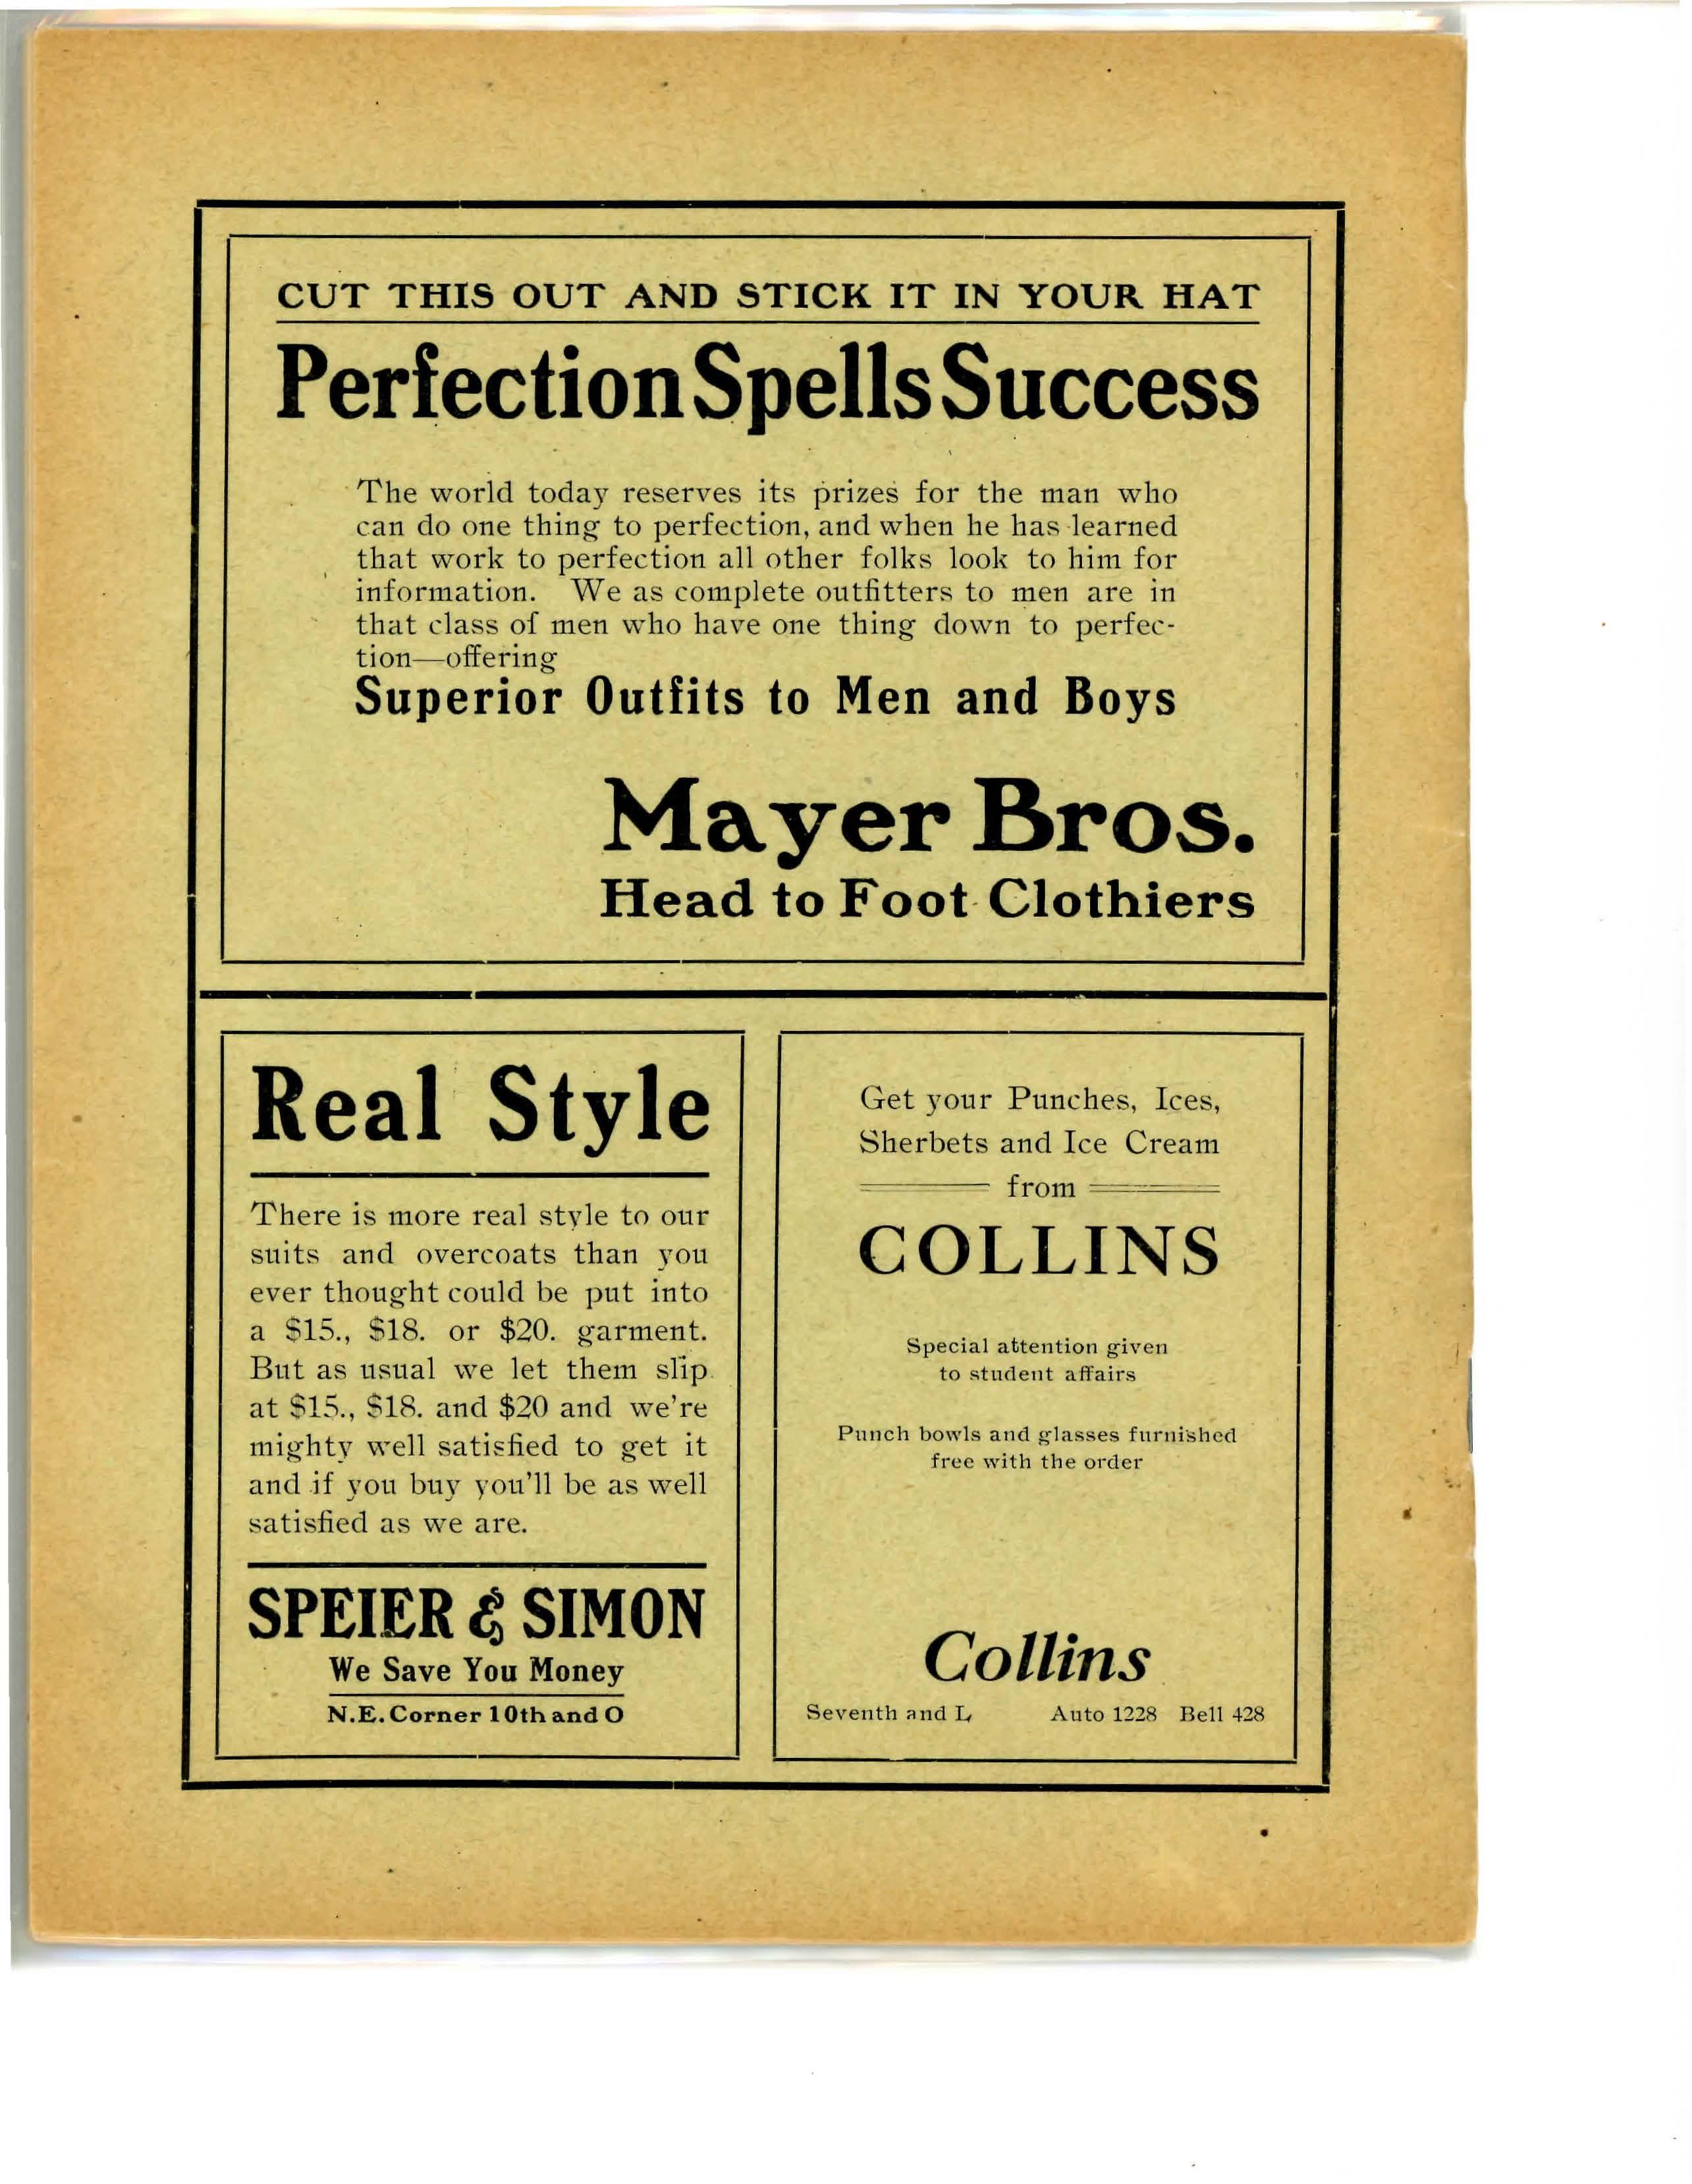 CUT THIS OUT AND STICK IT IN YOUR HAT
Perfection Spells Success
The world today reserves its prizes for the man who
can do one thing to perfection, and when he has learned
that work to perfection all other folks look to him for
information. We as complete outfitters to men are in
that class of men who have one thing down to perfec-
tion—offering
Superior Outfits to Men and Boys
Mayer Bros.
Head to Foot Clothiers
Real Style
There is more real style to our
suits and overcoats than you
ever thought could be put into
a $15., $18. or $20. garment.
But as usual we let them slip
at $15., $18. and $20 and we're
mighty well satisfied to get it
and if you buy you'll be as well
satisfied as we are.
SPEIER & SIMON
We Save You Money
N.E. Corner 10th and O
Get your Punches, Ices,
Sherbets and Ice Cream
from
COLLINS
Special attention given
to student affairs
Punch bowls and glasses furnished
free with the order
Collins
Seventh and L Auto 1228 Bell 428